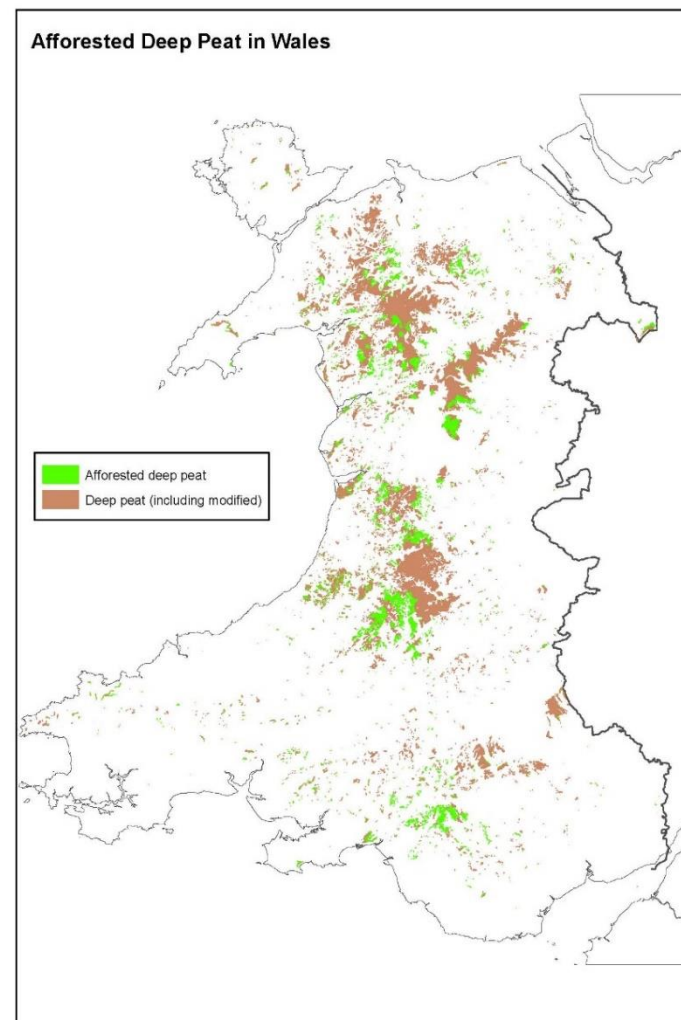 Afforested Deep Peat in Wales
Afforested deep peat
Deep peat (including modified)